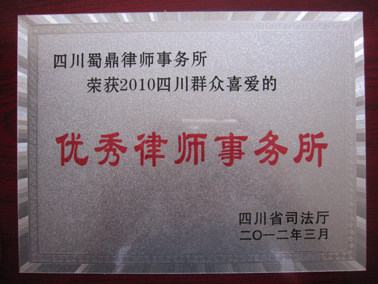 四川蜀鼎律师事务所
荣获2010四川群众喜爱的
优秀律师事务所
四川省司法厅
二〇一二年三月